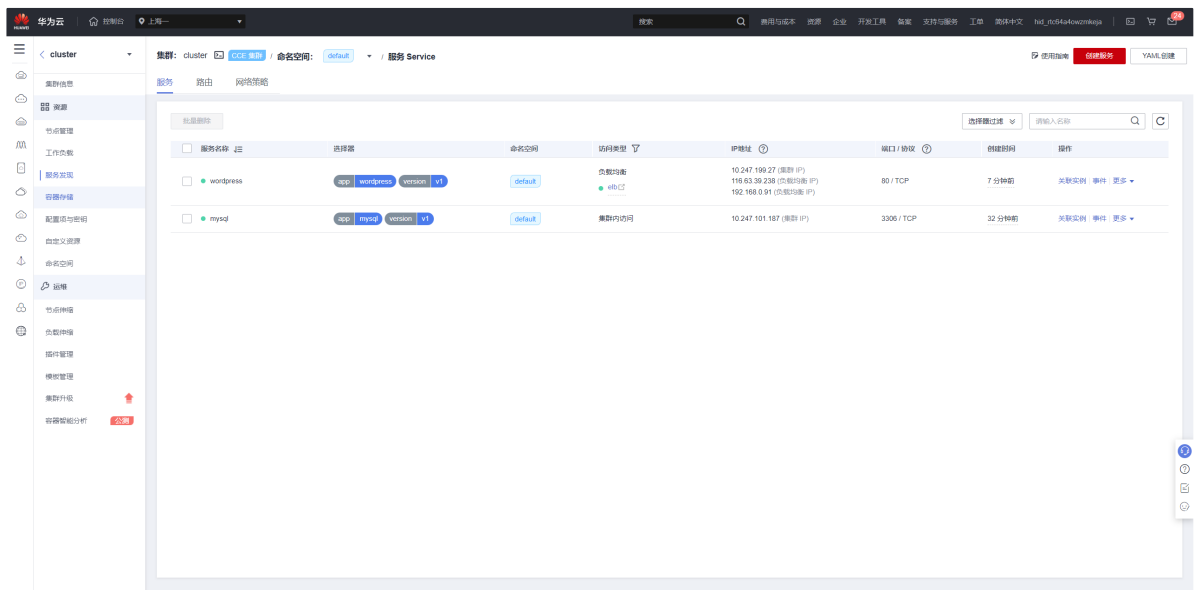 HUAWEI 华为云 控制台 上海一 搜索 费用与成本 资源 企业 开发工具 备案 支持与服务 工单 简体中文 hid_rtc64a4owzmkeja 24
cluster
集群信息
资源
节点管理
工作负载
服务发现
容器存储
配置项与密钥
自定义资源
命名空间
运维
节点伸缩
负载伸缩
插件管理
模板管理
集群升级
容器智能分析 公测
集群: cluster CCE 集群 / 命名空间: default / 服务 Service
使用指南 创建服务 YAML创建
服务 路由 网络策略
批量删除 选择器过滤 请输入名称
服务名称 选择器 命名空间 访问类型 IP地址 端口 / 协议 创建时间 操作
wordpress app wordpress version v1 default 负载均衡 elb 10.247.199.27 (集群 IP) 80 / TCP 7 分钟前 关联实例 事件 更多
116.63.39.238 (负载均衡 IP)
192.168.0.91 (负载均衡 IP)
mysql app mysql version v1 default 集群内访问 10.247.101.187 (集群 IP) 3306 / TCP 32 分钟前 关联实例 事件 更多